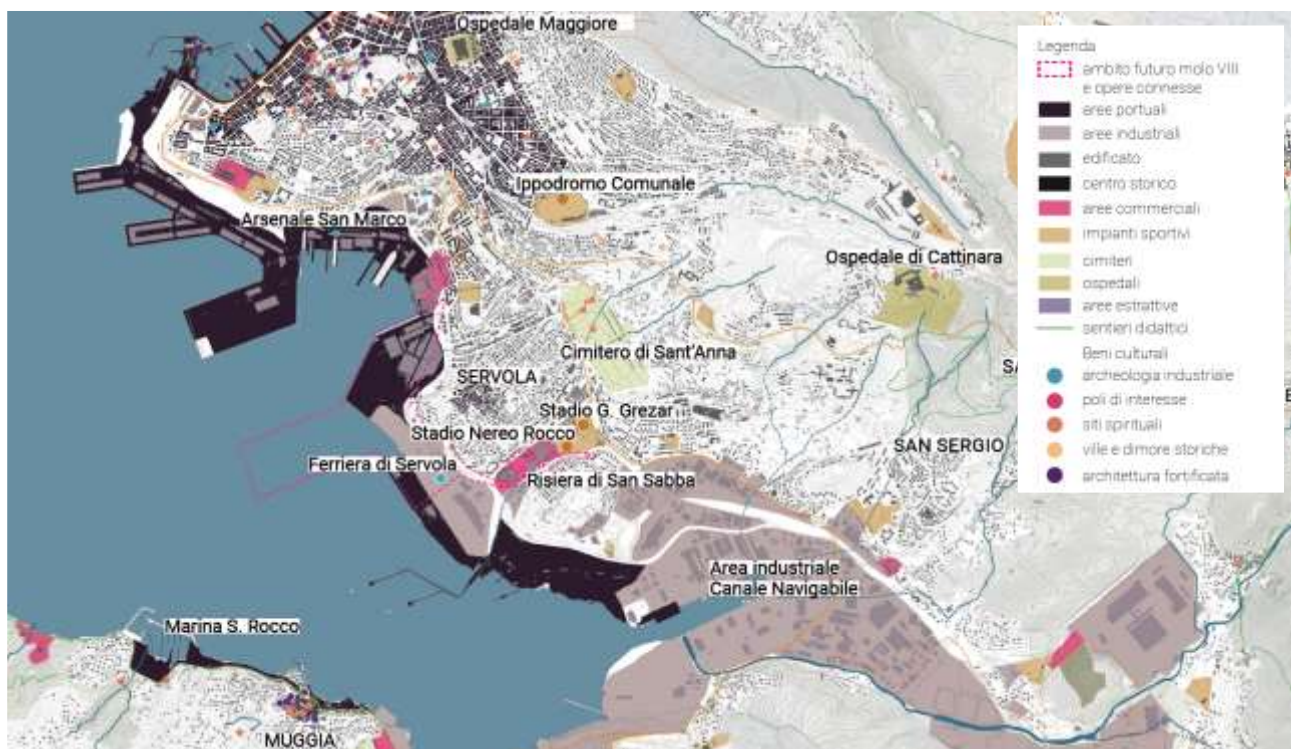 Ospedale Maggiore
Ippodromo Comunale
Arsenale San Marco
Ospedale di Cattinara
Cimitero di Sant'Anna
SERVOLA
Stadio G. Grezar
Stadio Nereo Rocco
SAN SERGIO
Ferriera di Servola
Risiera di San Sabba
Area industriale
Canale Navigabile
Marina S. Rocco
MUGGIA
Legenda
ambito futuro molo VIII
e opere connesse
aree portuali
aree industriali
edificato
centro storico
aree commerciali
impianti sportivi
cimiteri
ospedali
aree estrattive
sentieri didattici
Beni culturali
archeologia industriale
poli di interesse
siti spirituali
ville e dimore storiche
architettura fortificata